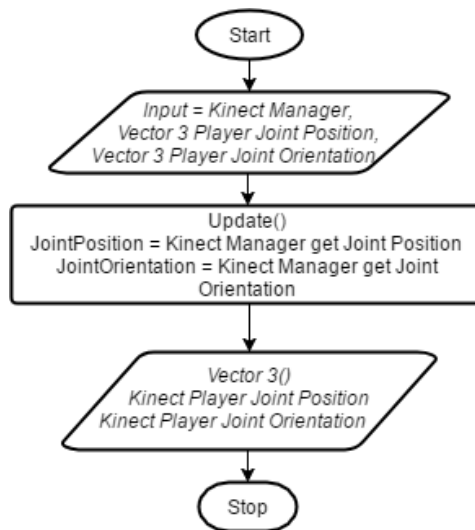 Start
Input = Kinect Manager,
Vector 3 Player Joint Position,
Vector 3 Player Joint Orientation
Update()
JointPosition = Kinect Manager get Joint Position
JointOrientation = Kinect Manager get Joint
Orientation
Vector 3()
Kinect Player Joint Position
Kinect Player Joint Orientation
Stop